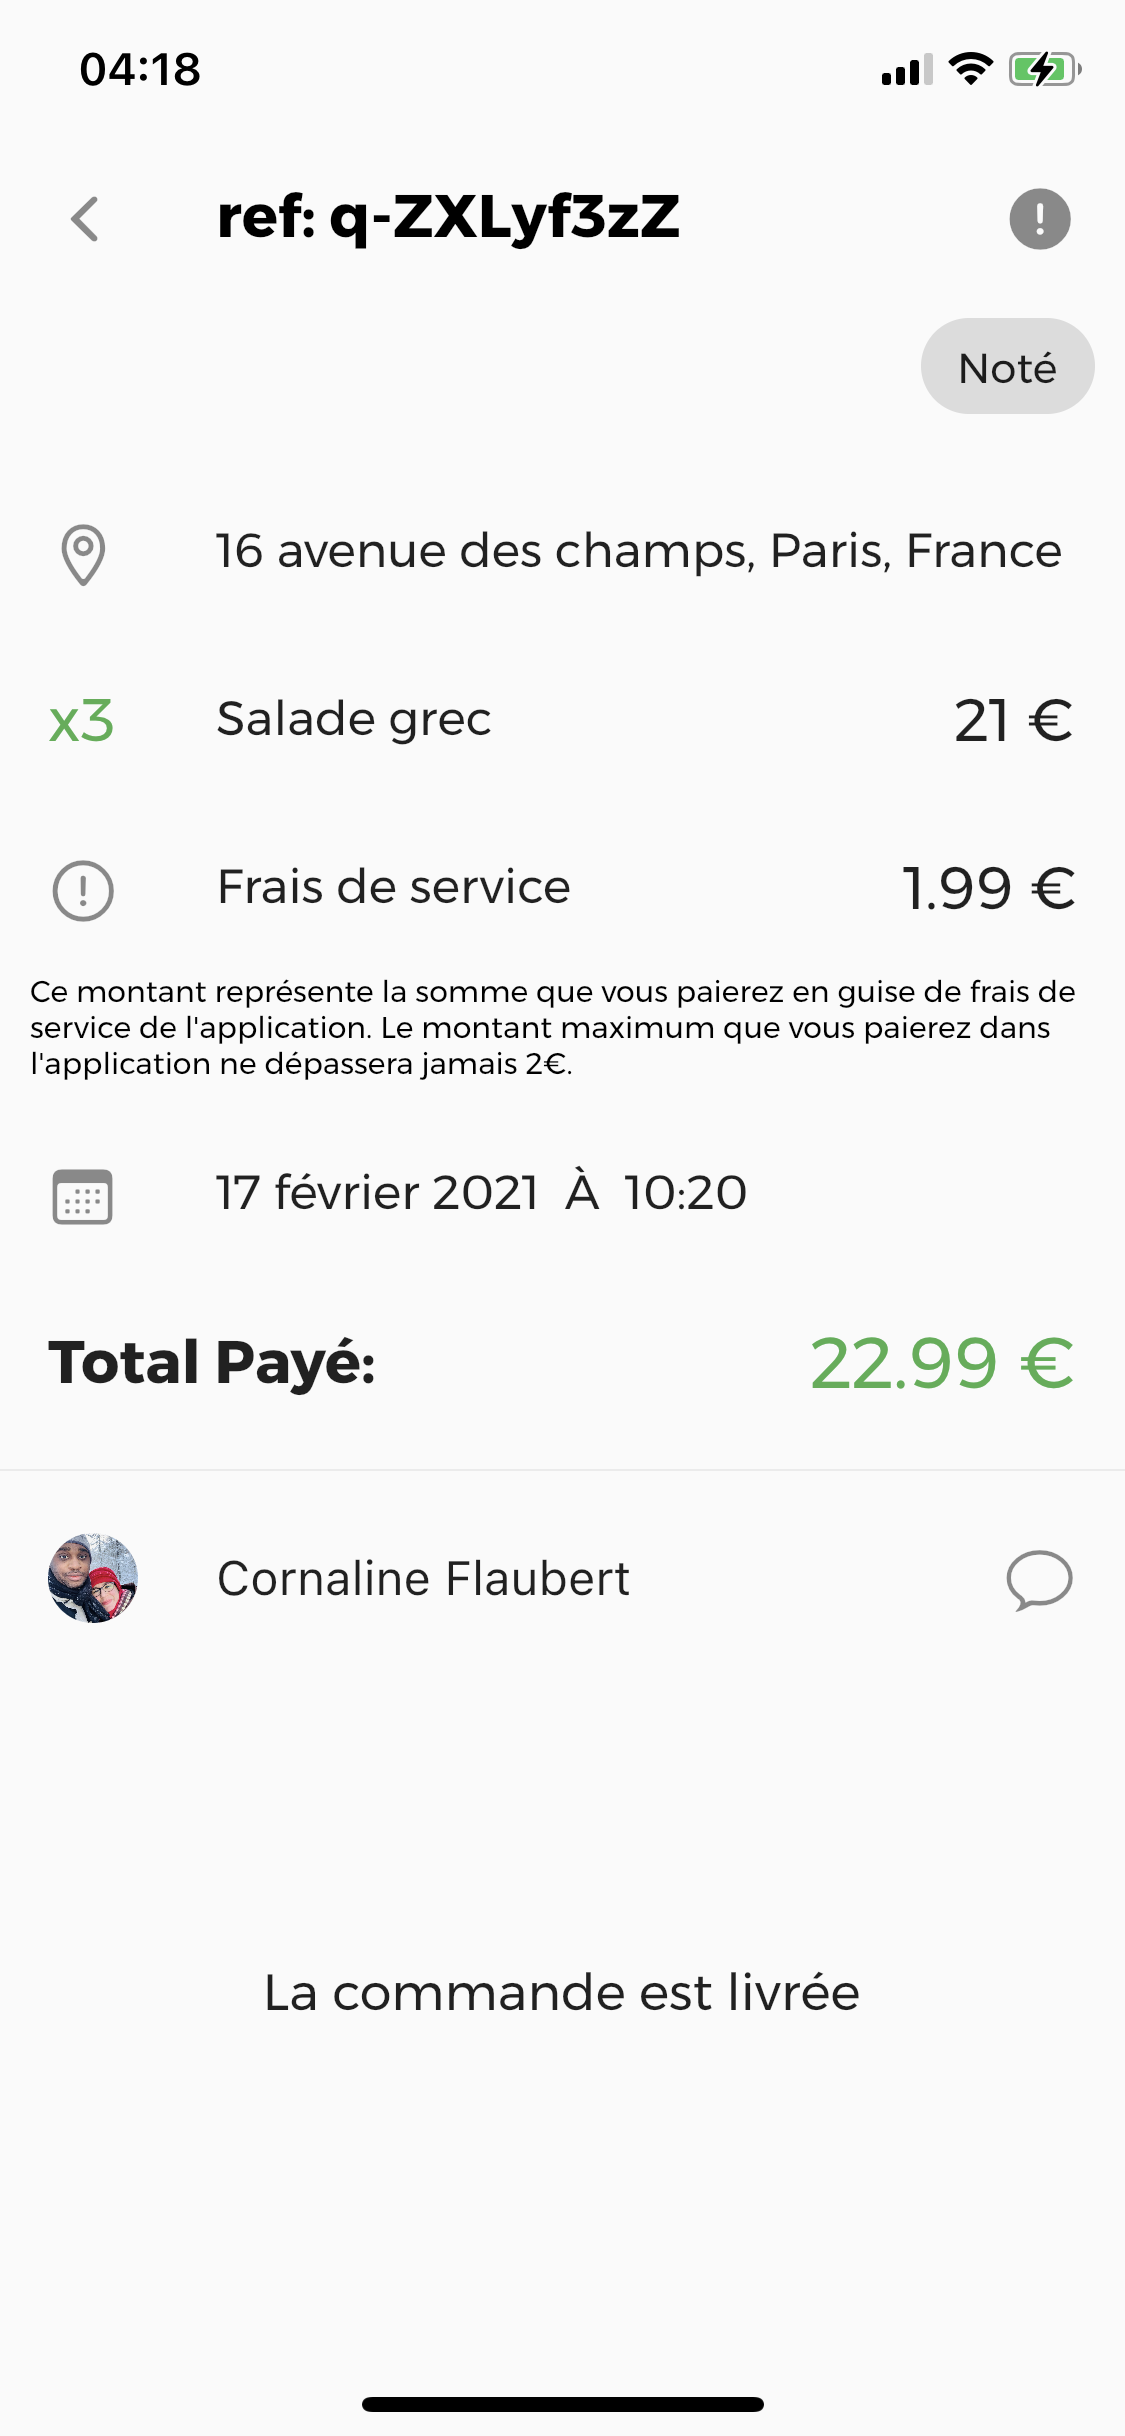 04:18
ref: q-ZXLyf3zZ
Noté
16 avenue des champs, Paris, France
x3 Salade grec 21 €
Frais de service 1.99 €
Ce montant représente la somme que vous paierez en guise de frais de
service de l'application. Le montant maximum que vous paierez dans
l'application ne dépassera jamais 2€.
17 février 2021 À 10:20
Total Payé: 22.99 €
Cornaline Flaubert
La commande est livrée